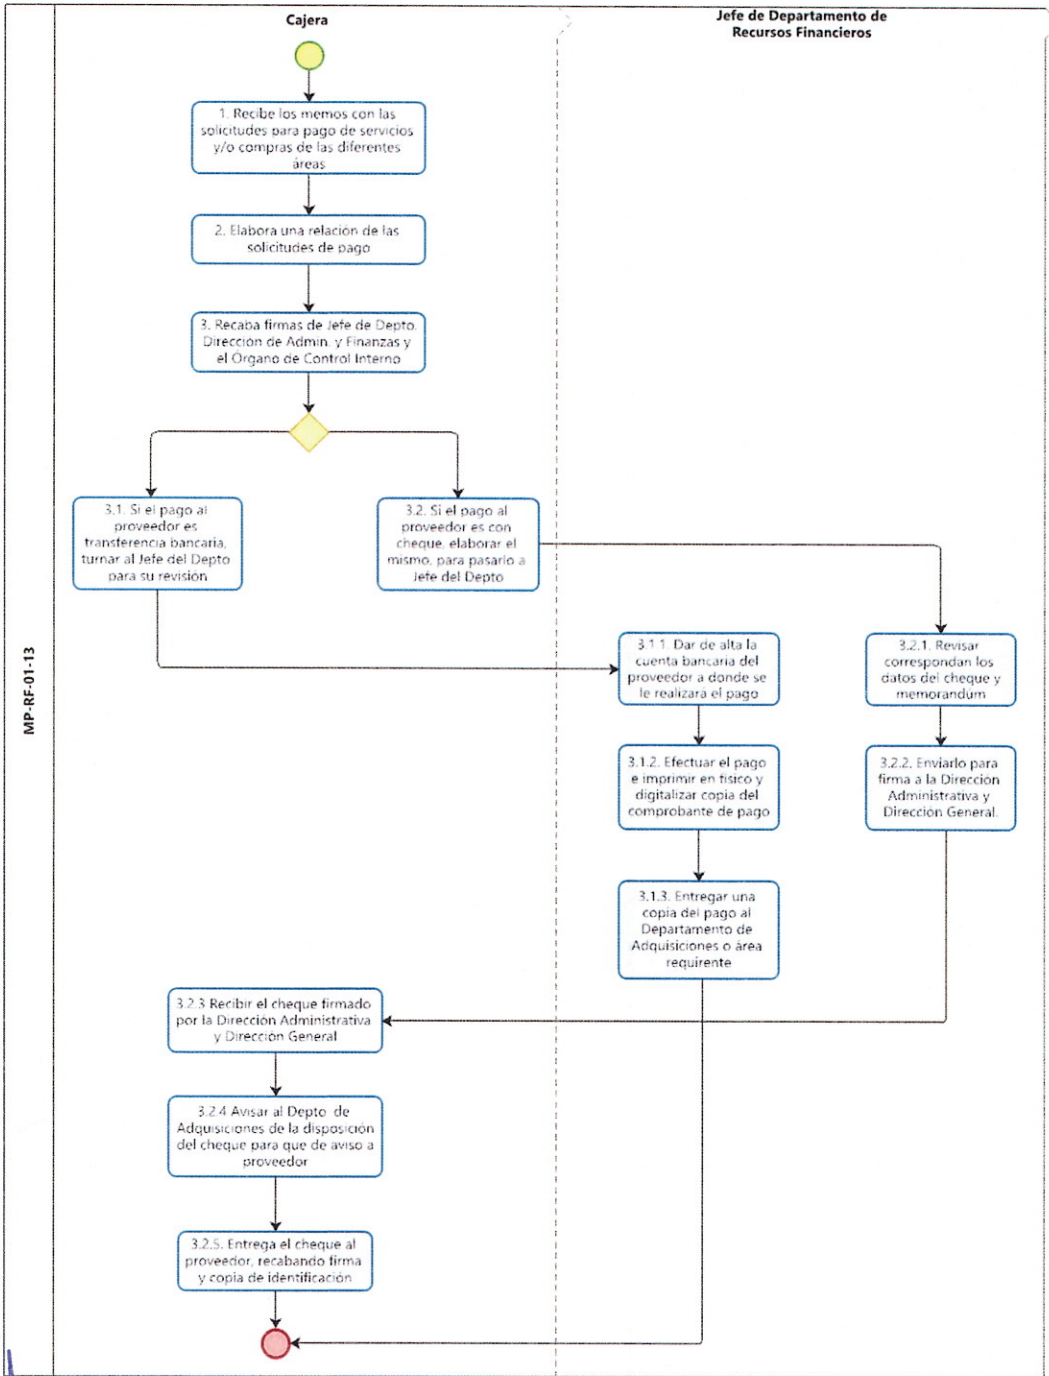 Cajera
Jefe de Departamento de
Recursos Financieros
1. Recibe los memos con las
solicitudes para pago de servicios
y/o compras de las diferentes
áreas
2. Elabora una relación de las
solicitudes de pago
3. Recaba firmas de Jefe de Depto.
Dirección de Admin. y Finanzas y
el Órgano de Control Interno
3.1. Si el pago al
proveedor es
transferencia bancaria,
turnar al Jefe del Depto
para su revisión
3.2. Si el pago al
proveedor es con
cheque, elaborar el
mismo, para pasarlo a
Jefe del Depto
MP-RF-01-13
3.1.1. Dar de alta la
cuenta bancaria del
proveedor a donde se
le realizará el pago
3.2.1. Revisar
correspondan los
datos del cheque y
memorandum
3.1.2. Efectuar el pago
e imprimir en físico y
digitalizar copia del
comprobante de pago
3.2.2. Enviarlo para
firma a la Dirección
Administrativa y
Dirección General.
3.1.3. Entregar una
copia del pago al
Departamento de
Adquisiciones o área
requirente
3.2.3 Recibir el cheque firmado
por la Dirección Administrativa
y Dirección General
3.2.4 Avisar al Depto de
Adquisiciones de la disposición
del cheque para que de aviso a
proveedor
3.2.5. Entrega el cheque al
proveedor, recabando firma
y copia de identificación